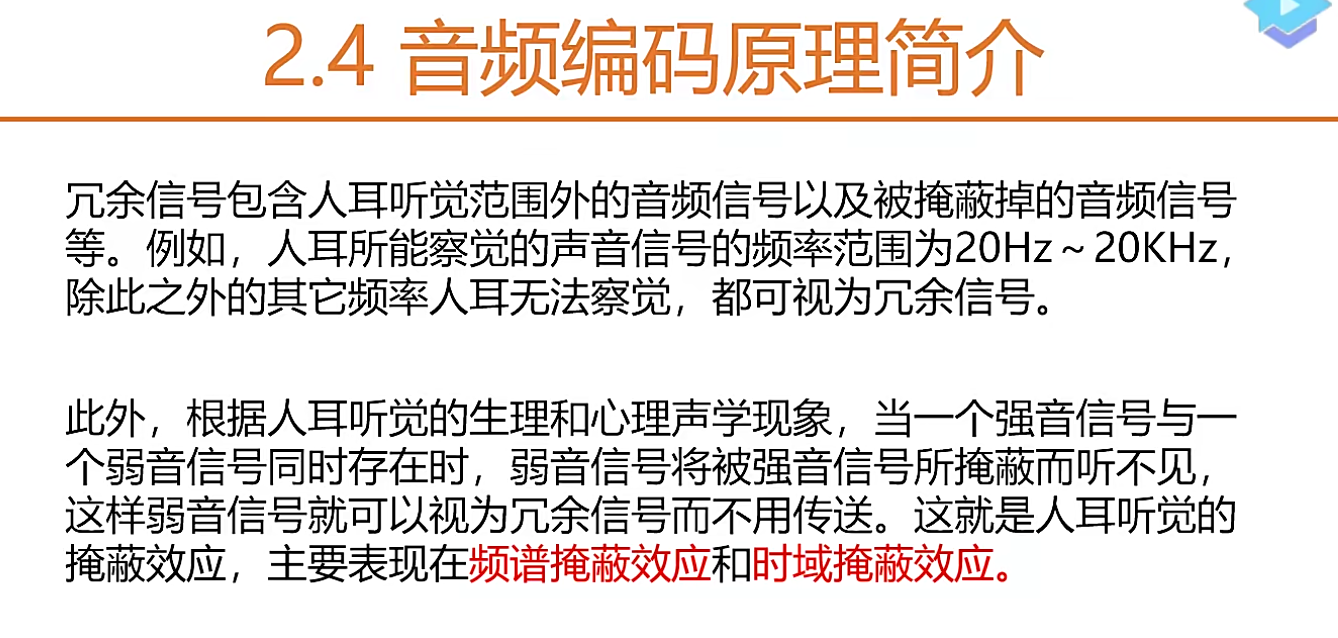 2.4 音频编码原理简介
冗余信号包含人耳听觉范围外的音频信号以及被掩蔽掉的音频信号
等。例如，人耳所能察觉的声音信号的频率范围为20Hz～20KHz，
除此之外的其它频率人耳无法察觉，都可视为冗余信号。
此外，根据人耳听觉的生理和心理声学现象，当一个强音信号与一
个弱音信号同时存在时，弱音信号将被强音信号所掩蔽而听不见，
这样弱音信号就可以视为冗余信号而不用传送。这就是人耳听觉的
掩蔽效应，主要表现在频谱掩蔽效应和时域掩蔽效应。